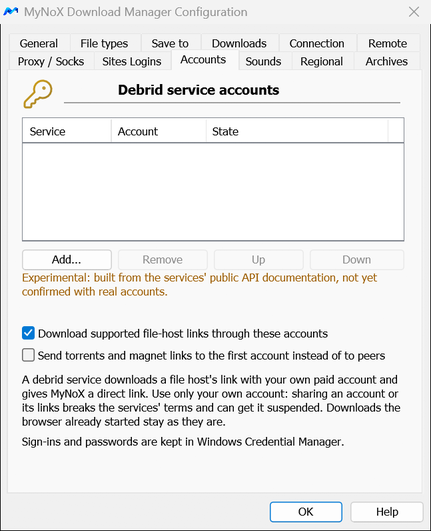 MyNoX Download Manager Configuration
General File types Save to Downloads Connection Remote
Proxy / Socks Sites Logins Accounts Sounds Regional Archives
Debrid service accounts
Service Account State
Add... Remove Up Down
Experimental: built from the services' public API documentation, not yet
confirmed with real accounts.
Download supported file-host links through these accounts
Send torrents and magnet links to the first account instead of to peers
A debrid service downloads a file host's link with your own paid account and
gives MyNoX a direct link. Use only your own account: sharing an account or
its links breaks the services' terms and can get it suspended. Downloads the
browser already started stay as they are.
Sign-ins and passwords are kept in Windows Credential Manager.
OK Help